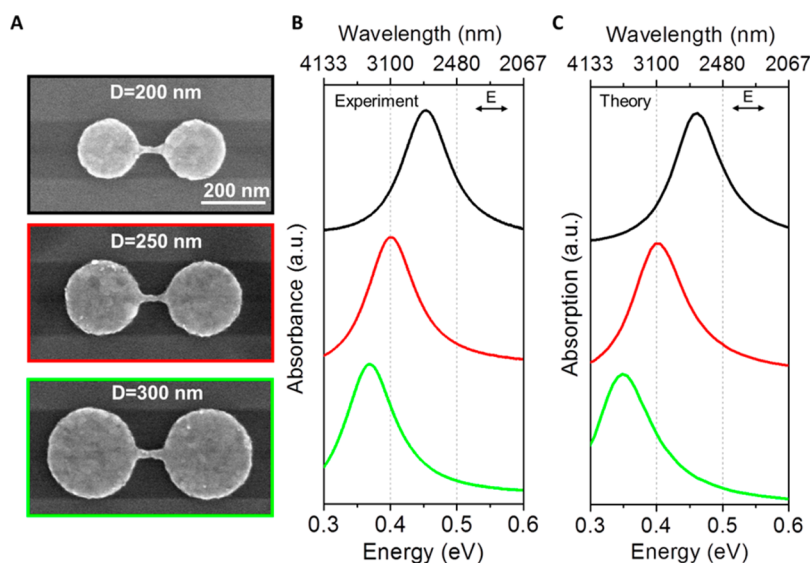 A
D=200 nm
200 nm
D=250 nm
D=300 nm
B
Wavelength (nm)
4133 3100 2480 2067
Experiment
E
Absorbance (a.u.)
0.3 0.4 0.5 0.6
Energy (eV)
C
Wavelength (nm)
4133 3100 2480 2067
Theory
E
Absorption (a.u.)
0.3 0.4 0.5 0.6
Energy (eV)